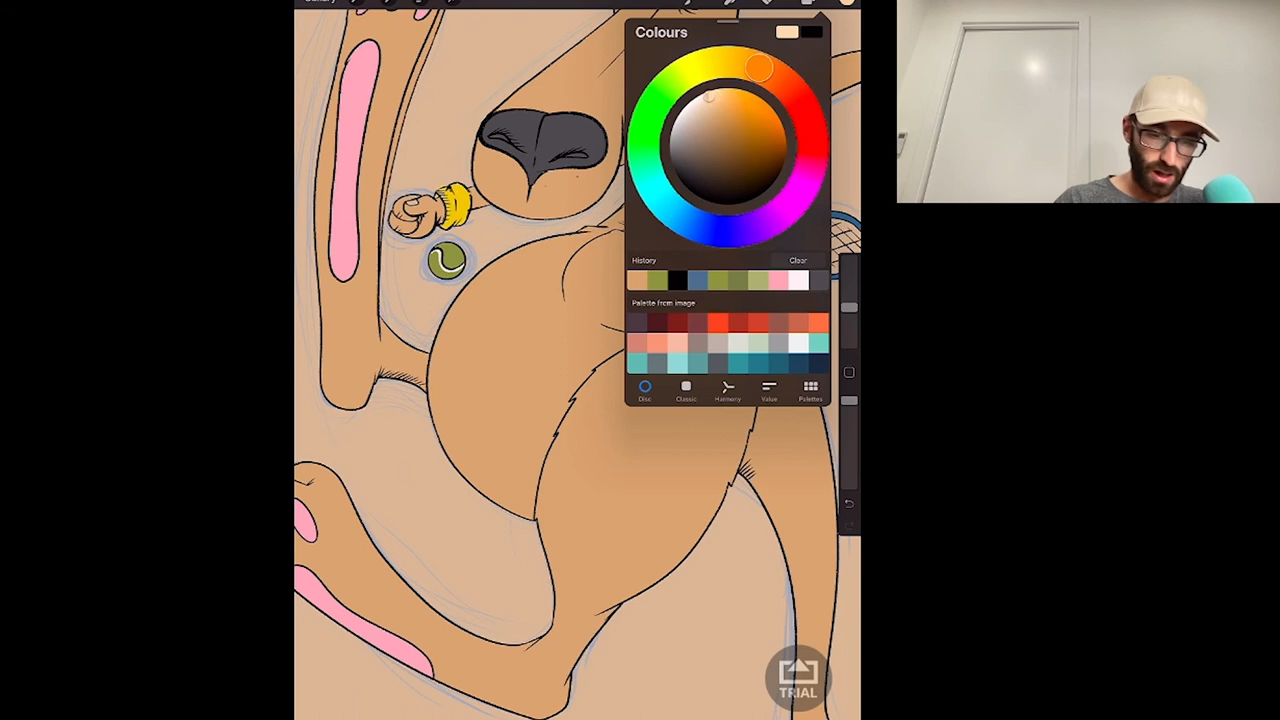 Colours
History Clear
Palette from image
Disc Classic Harmony Value Palettes
TRIAL